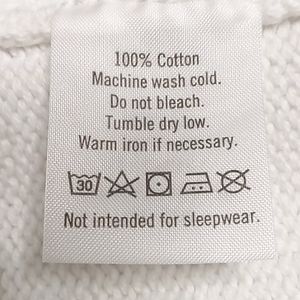 100% Cotton
Machine wash cold.
Do not bleach.
Tumble dry low.
Warm iron if necessary.
30
Not intended for sleepwear.